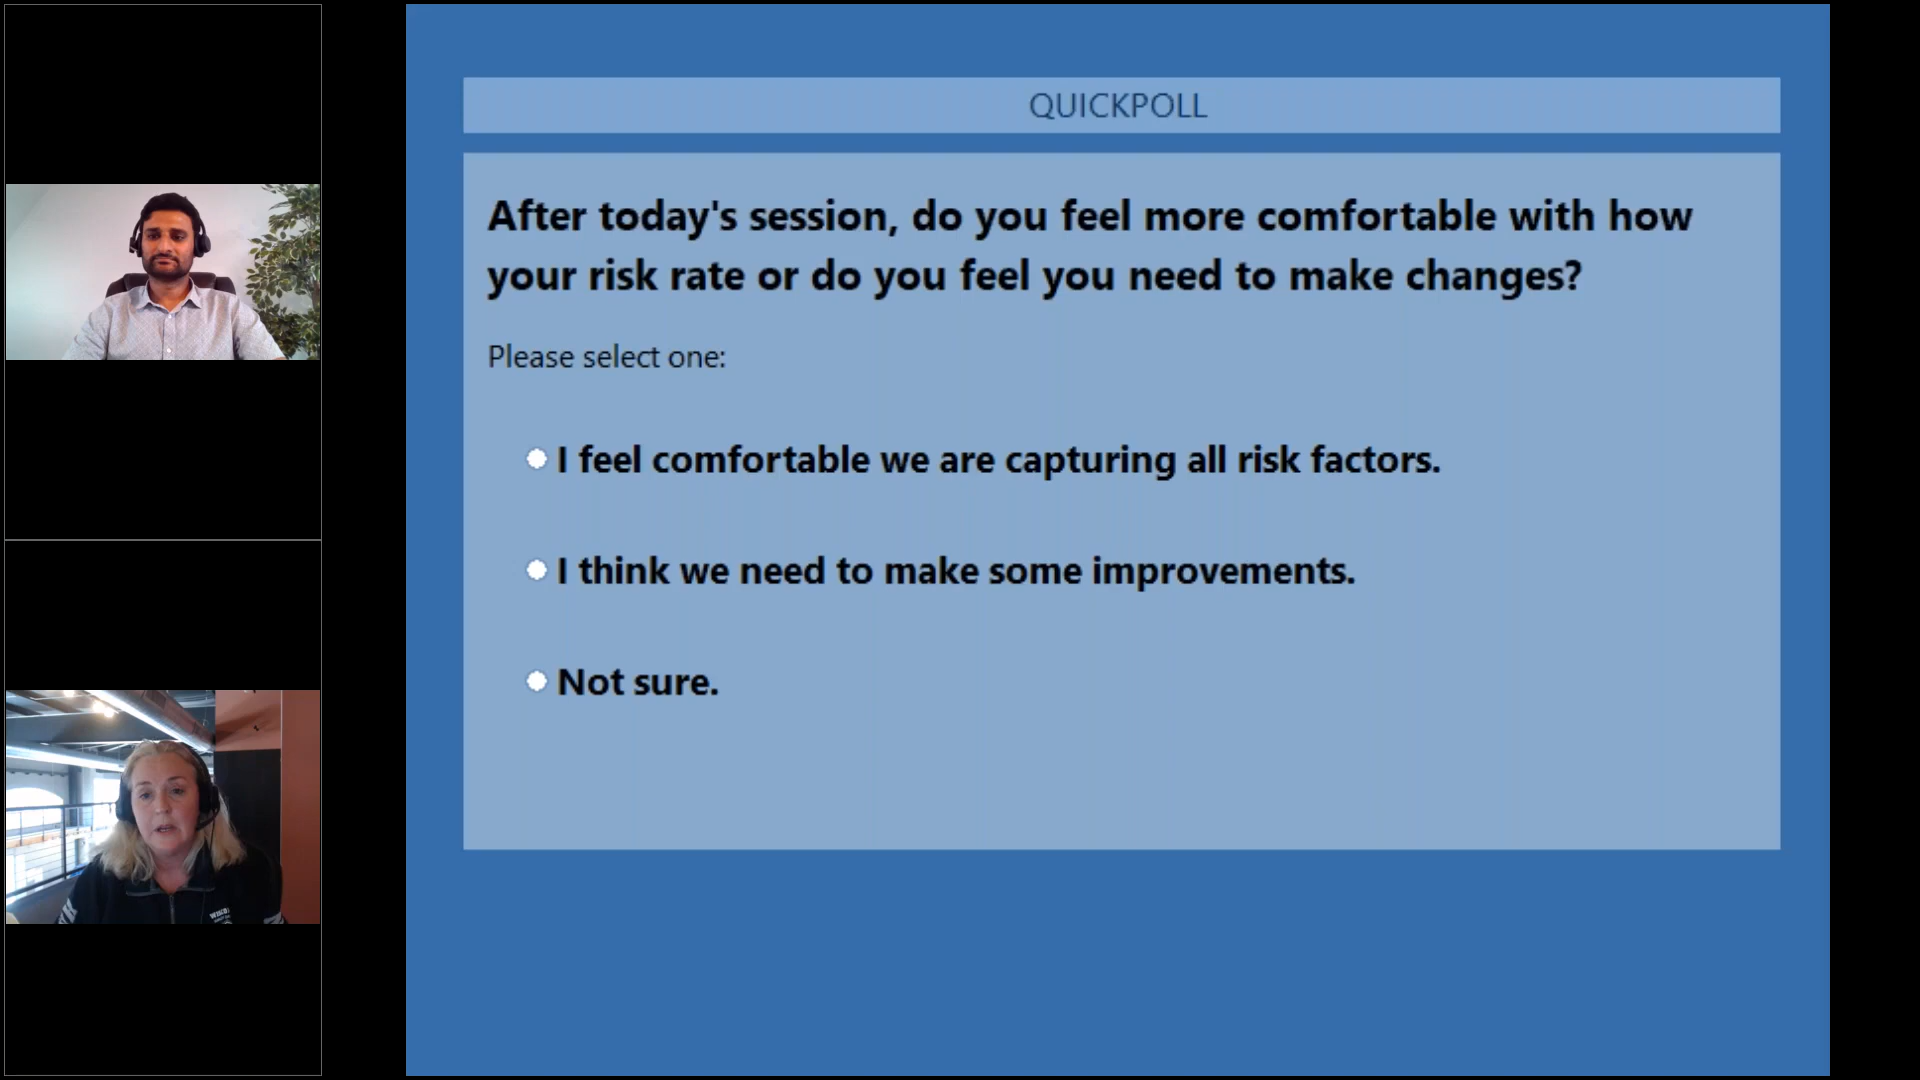 QUICKPOLL
After today's session, do you feel more comfortable with how
your risk rate or do you feel you need to make changes?
Please select one:
I feel comfortable we are capturing all risk factors.
I think we need to make some improvements.
Not sure.